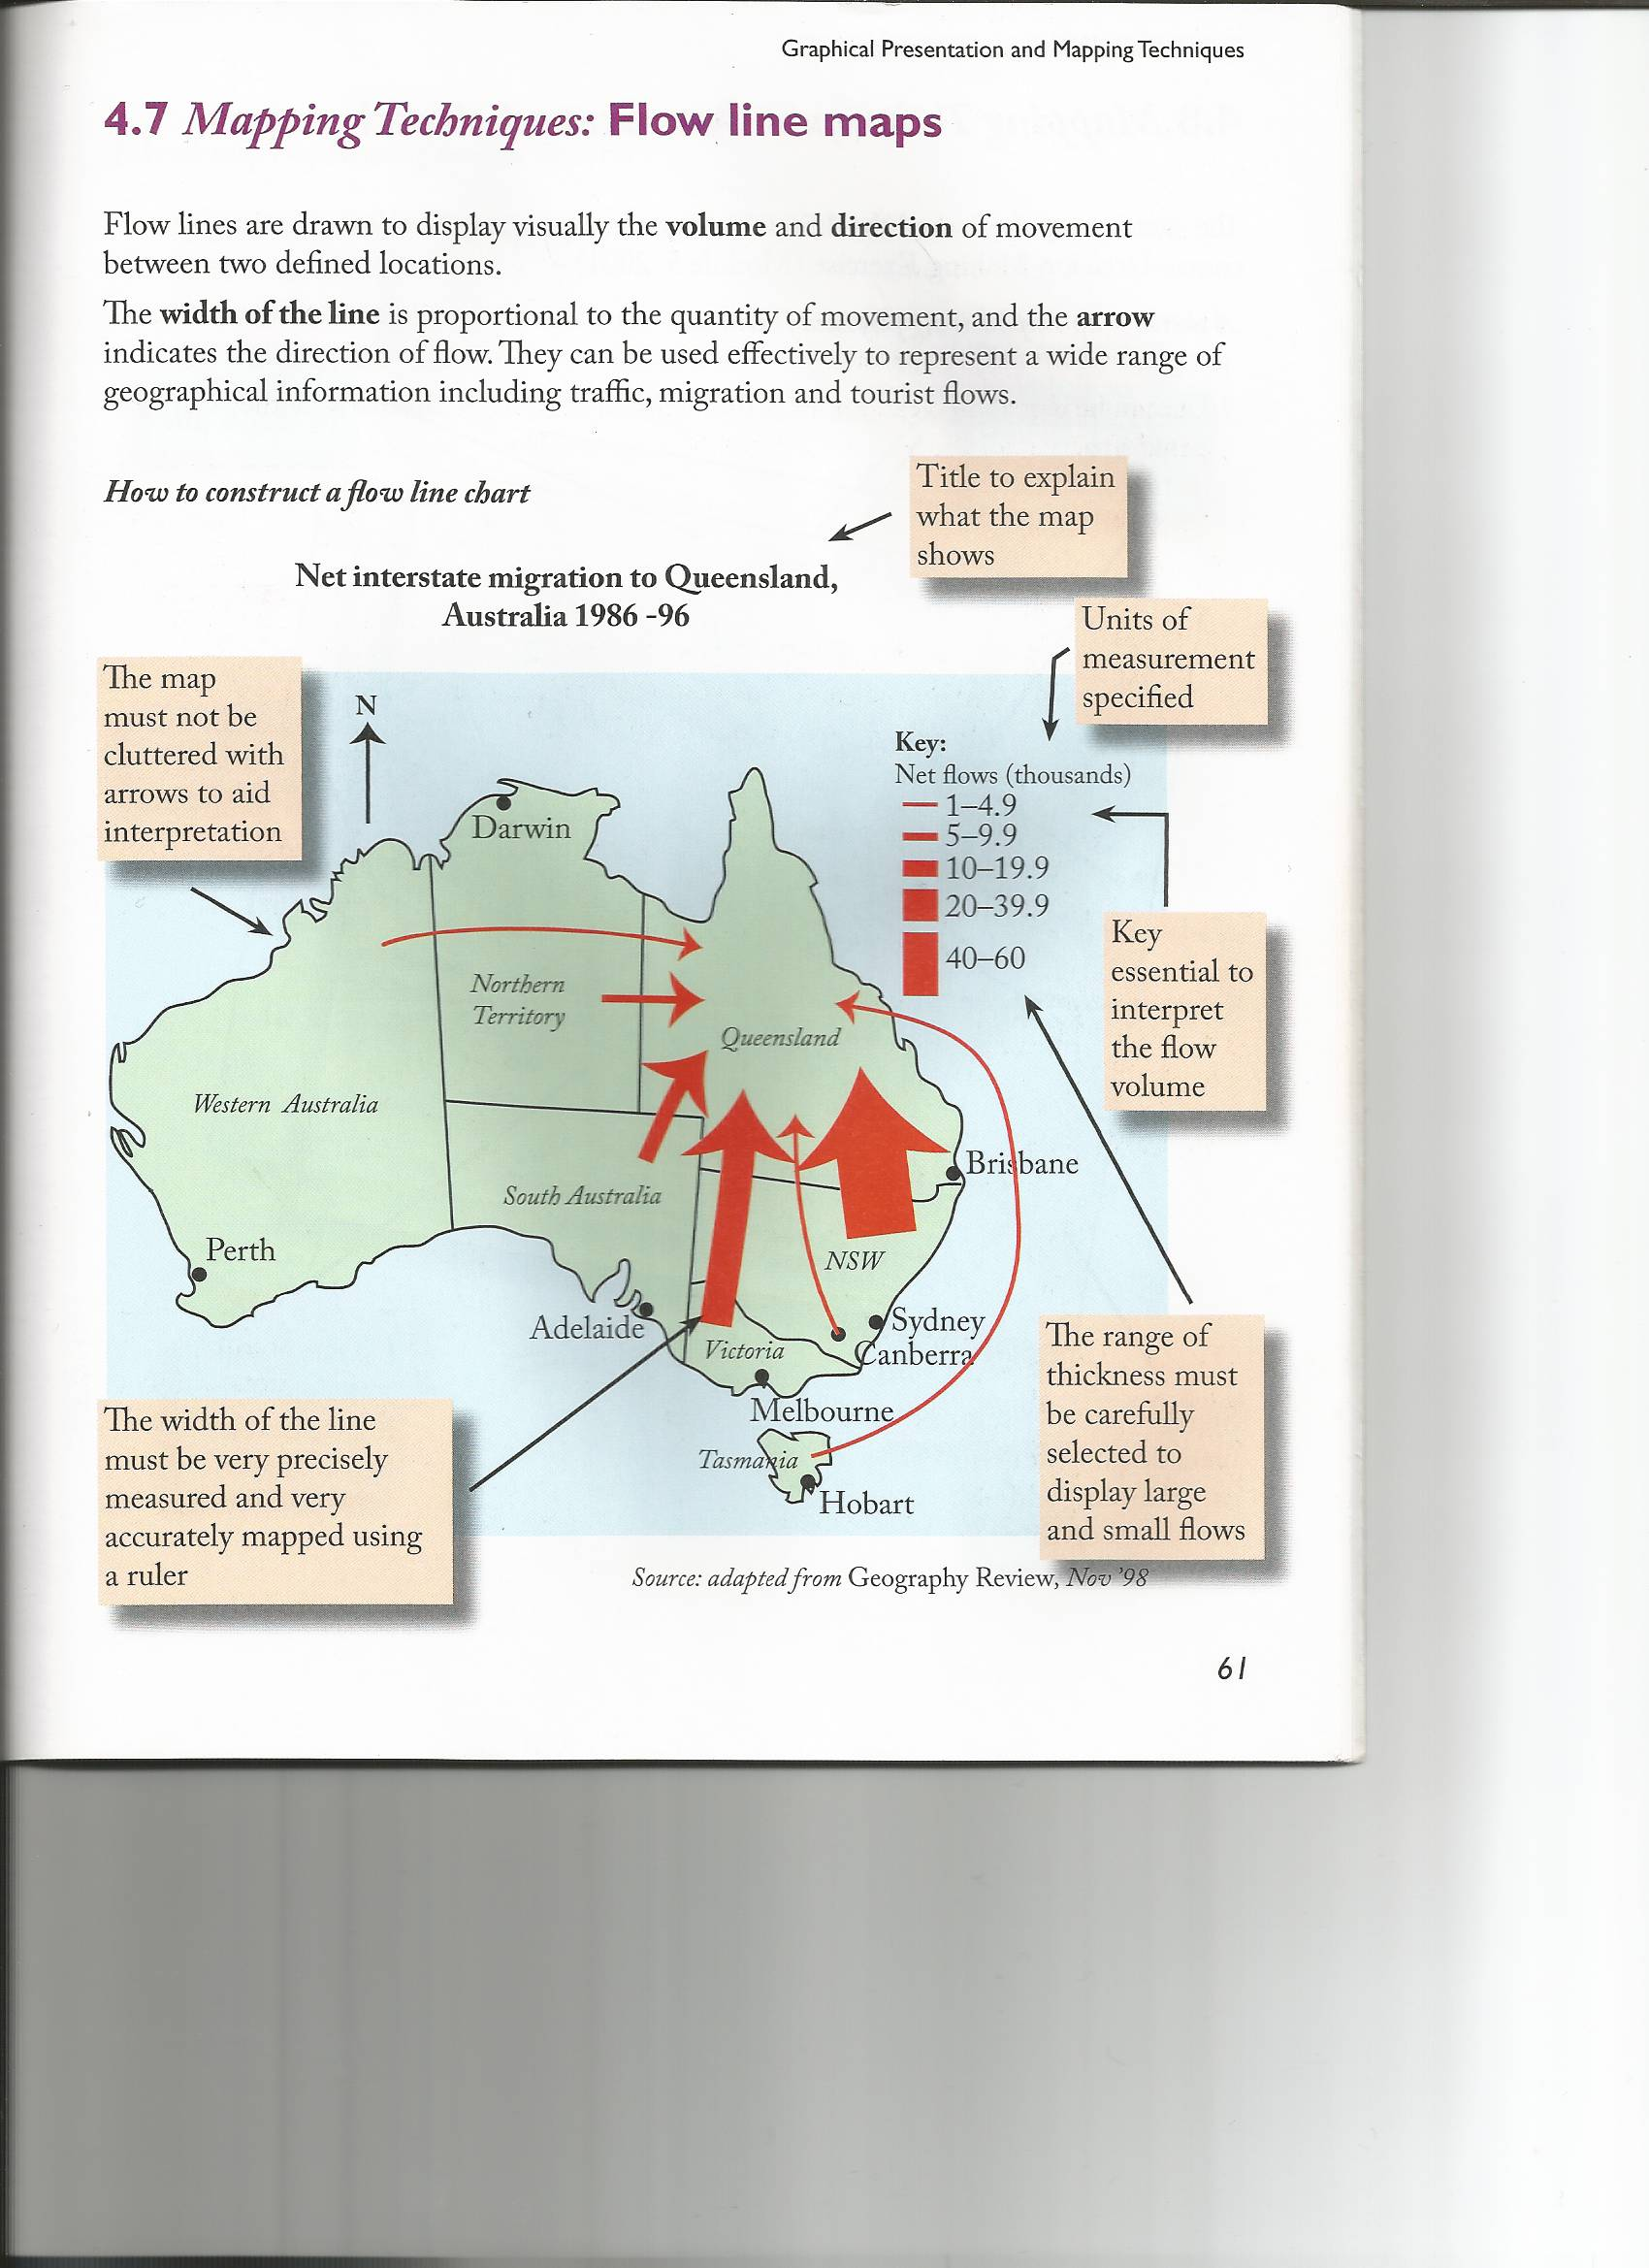 Graphical Presentation and Mapping Techniques
4.7 Mapping Techniques: Flow line maps
Flow lines are drawn to display visually the volume and direction of movement
between two defined locations.
The width of the line is proportional to the quantity of movement, and the arrow
indicates the direction of flow. They can be used effectively to represent a wide range of
geographical information including traffic, migration and tourist flows.
How to construct a flow line chart
Title to explain
what the map
shows
Net interstate migration to Queensland,
Australia 1986 -96
Units of
measurement
specified
The map
must not be
cluttered with
arrows to aid
interpretation
N
Key:
Net flows (thousands)
1–4.9
5–9.9
10–19.9
20–39.9
40–60
Key
essential to
interpret
the flow
volume
Darwin
Northern
Territory
Queensland
Western Australia
Brisbane
South Australia
Perth
NSW
Adelaide
Sydney
Victoria
Canberra
Melbourne
Tasmania
Hobart
The range of
thickness must
be carefully
selected to
display large
and small flows
The width of the line
must be very precisely
measured and very
accurately mapped using
a ruler
Source: adapted from Geography Review, Nov '98
61